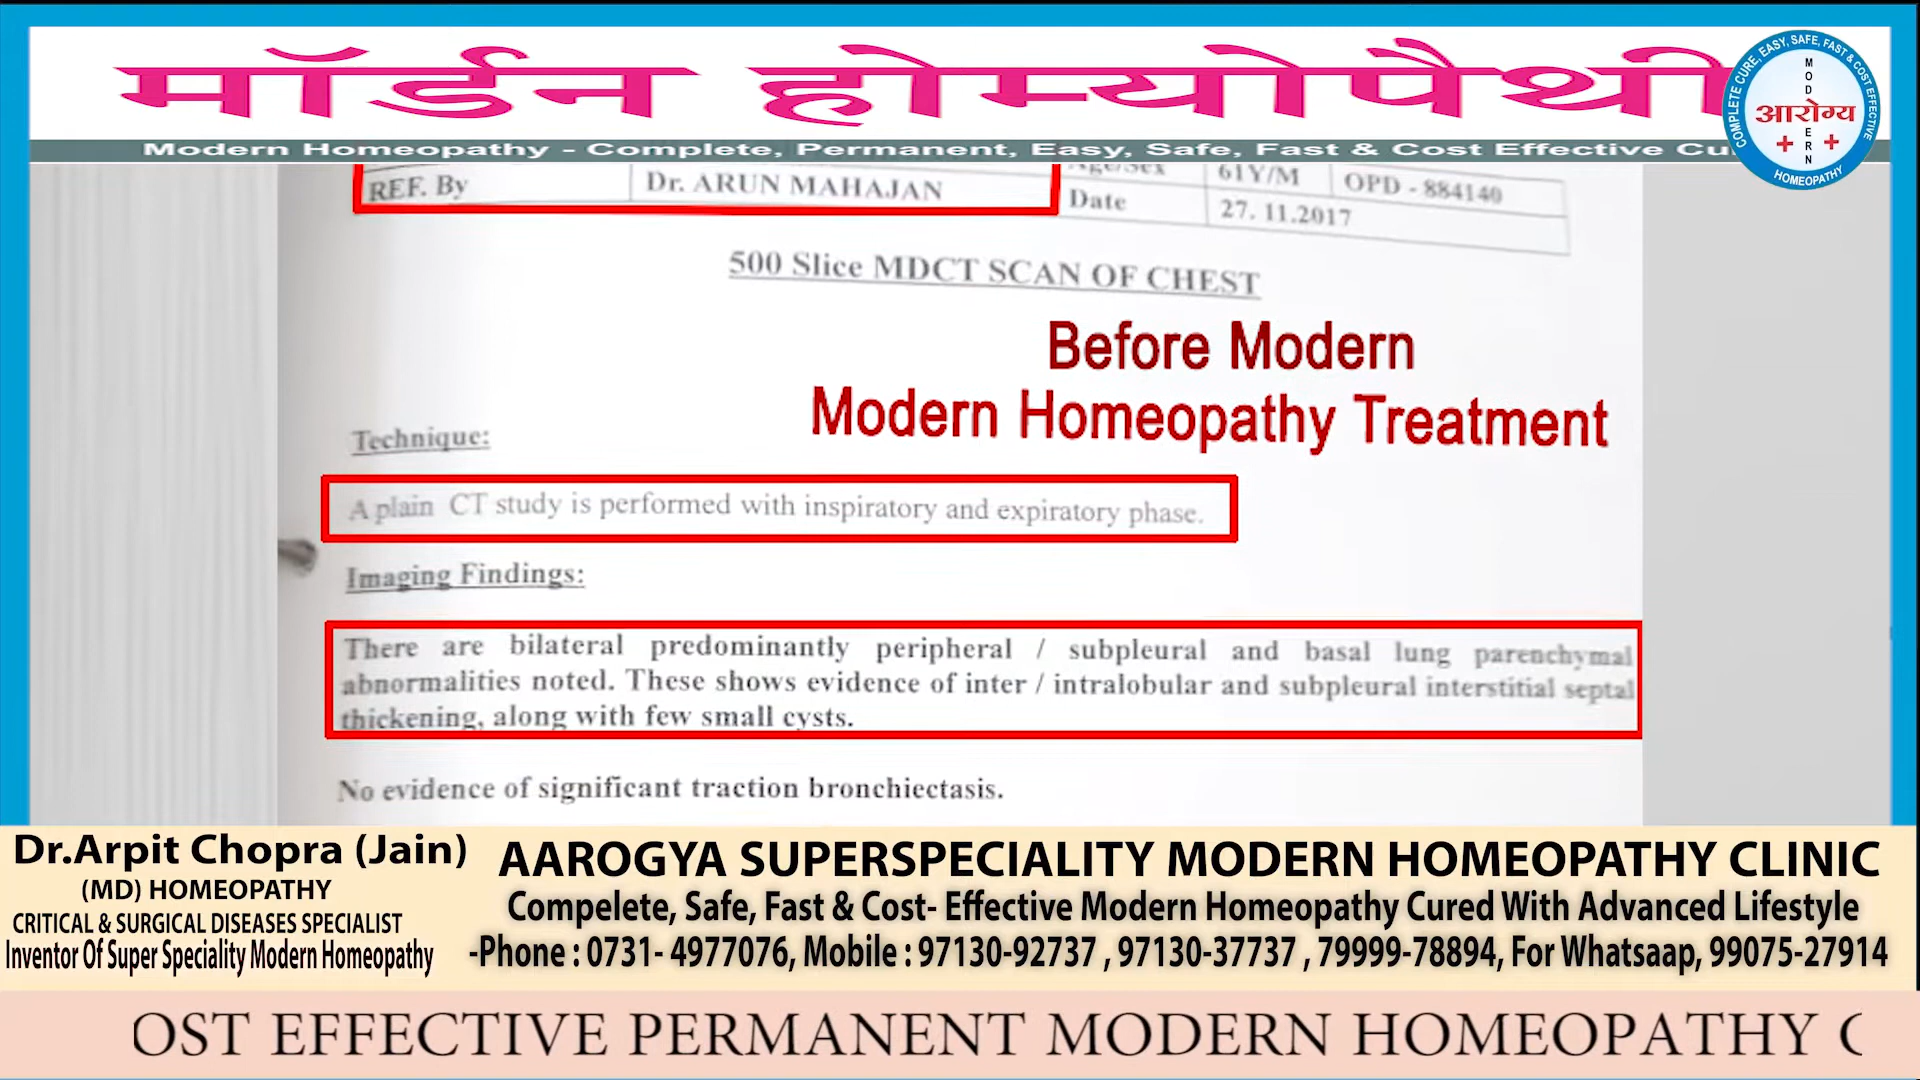 मॉर्डन होम्योपैथी
Modern Homeopathy - Complete, Permanent, Easy, Safe, Fast & Cost Effective Cu
COMPLETE CURE, EASY, SAFE, FAST & COST EFFECTIVE
MODERN
आरोग्य
HOMEOPATHY
REF. By Dr. ARUN MAHAJAN Age/Sex 61Y/M OPD - 884140
Date 27. 11.2017
500 Slice MDCT SCAN OF CHEST
Before Modern
Modern Homeopathy Treatment
Technique:
A plain CT study is performed with inspiratory and expiratory phase.
Imaging Findings:
There are bilateral predominantly peripheral / subpleural and basal lung parenchymal
abnormalities noted. These shows evidence of inter / intralobular and subpleural interstitial septal
thickening, along with few small cysts.
No evidence of significant traction bronchiectasis.
Dr.Arpit Chopra (Jain)
(MD) HOMEOPATHY
CRITICAL & SURGICAL DISEASES SPECIALIST
Inventor Of Super Speciality Modern Homeopathy
AAROGYA SUPERSPECIALITY MODERN HOMEOPATHY CLINIC
Compelete, Safe, Fast & Cost- Effective Modern Homeopathy Cured With Advanced Lifestyle
-Phone : 0731- 4977076, Mobile : 97130-92737 , 97130-37737 , 79999-78894, For Whatsaap, 99075-27914
OST EFFECTIVE PERMANENT MODERN HOMEOPATHY C